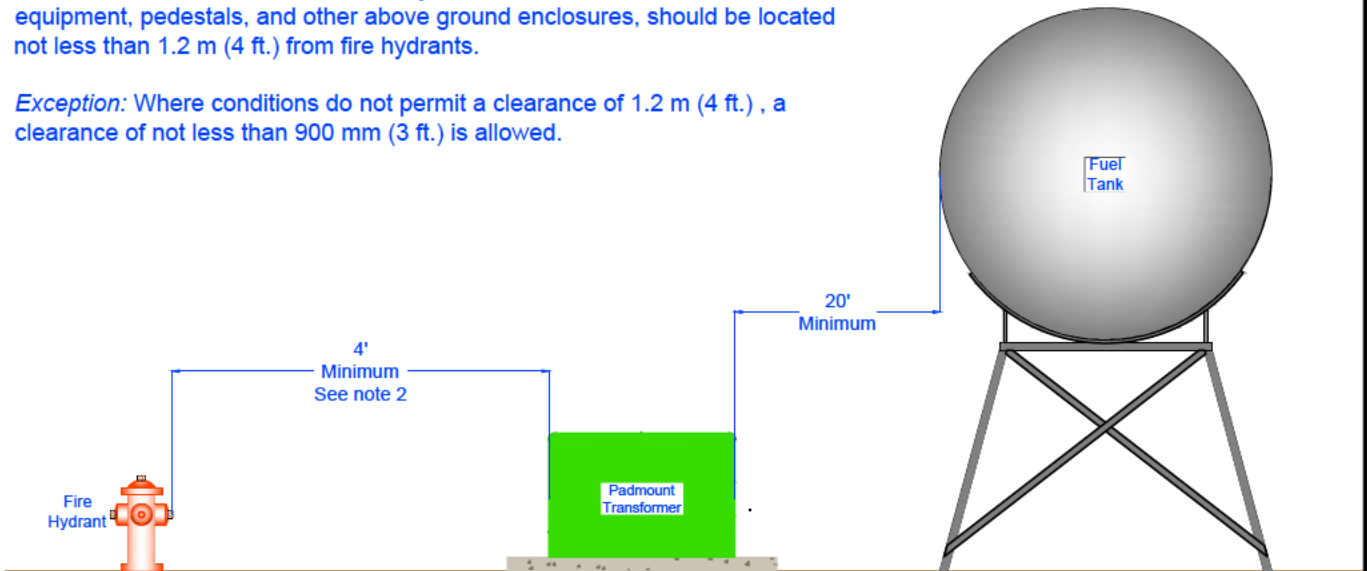 equipment, pedestals, and other above ground enclosures, should be located
not less than 1.2 m (4 ft.) from fire hydrants.
Exception: Where conditions do not permit a clearance of 1.2 m (4 ft.) , a
clearance of not less than 900 mm (3 ft.) is allowed.
Fuel
Tank
20'
Minimum
4'
Minimum
See note 2
Padmount
Transformer
Fire
Hydrant